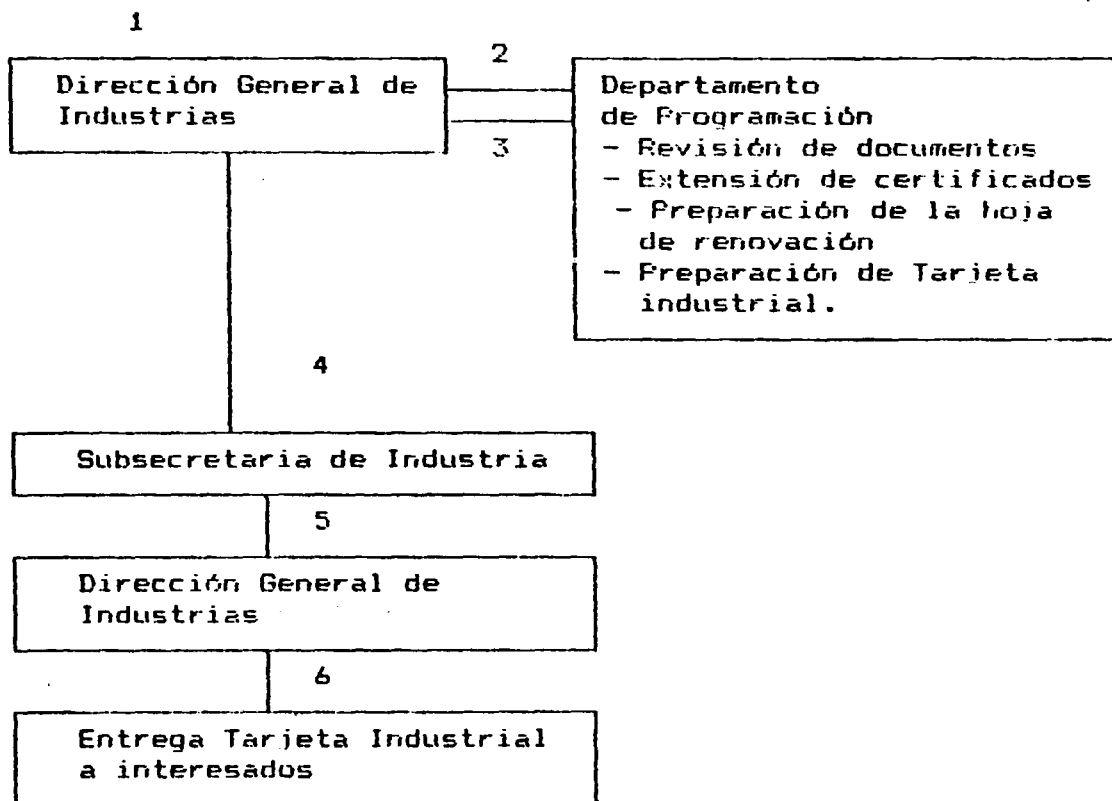 1
Dirección General de
Industrias
2
3
Departamento
de Programación
- Revisión de documentos
- Extensión de certificados
- Preparación de la hoja
de renovación
- Preparación de Tarjeta
industrial.
4
Subsecretaria de Industria
5
Dirección General de
Industrias
6
Entrega Tarjeta Industrial
a interesados